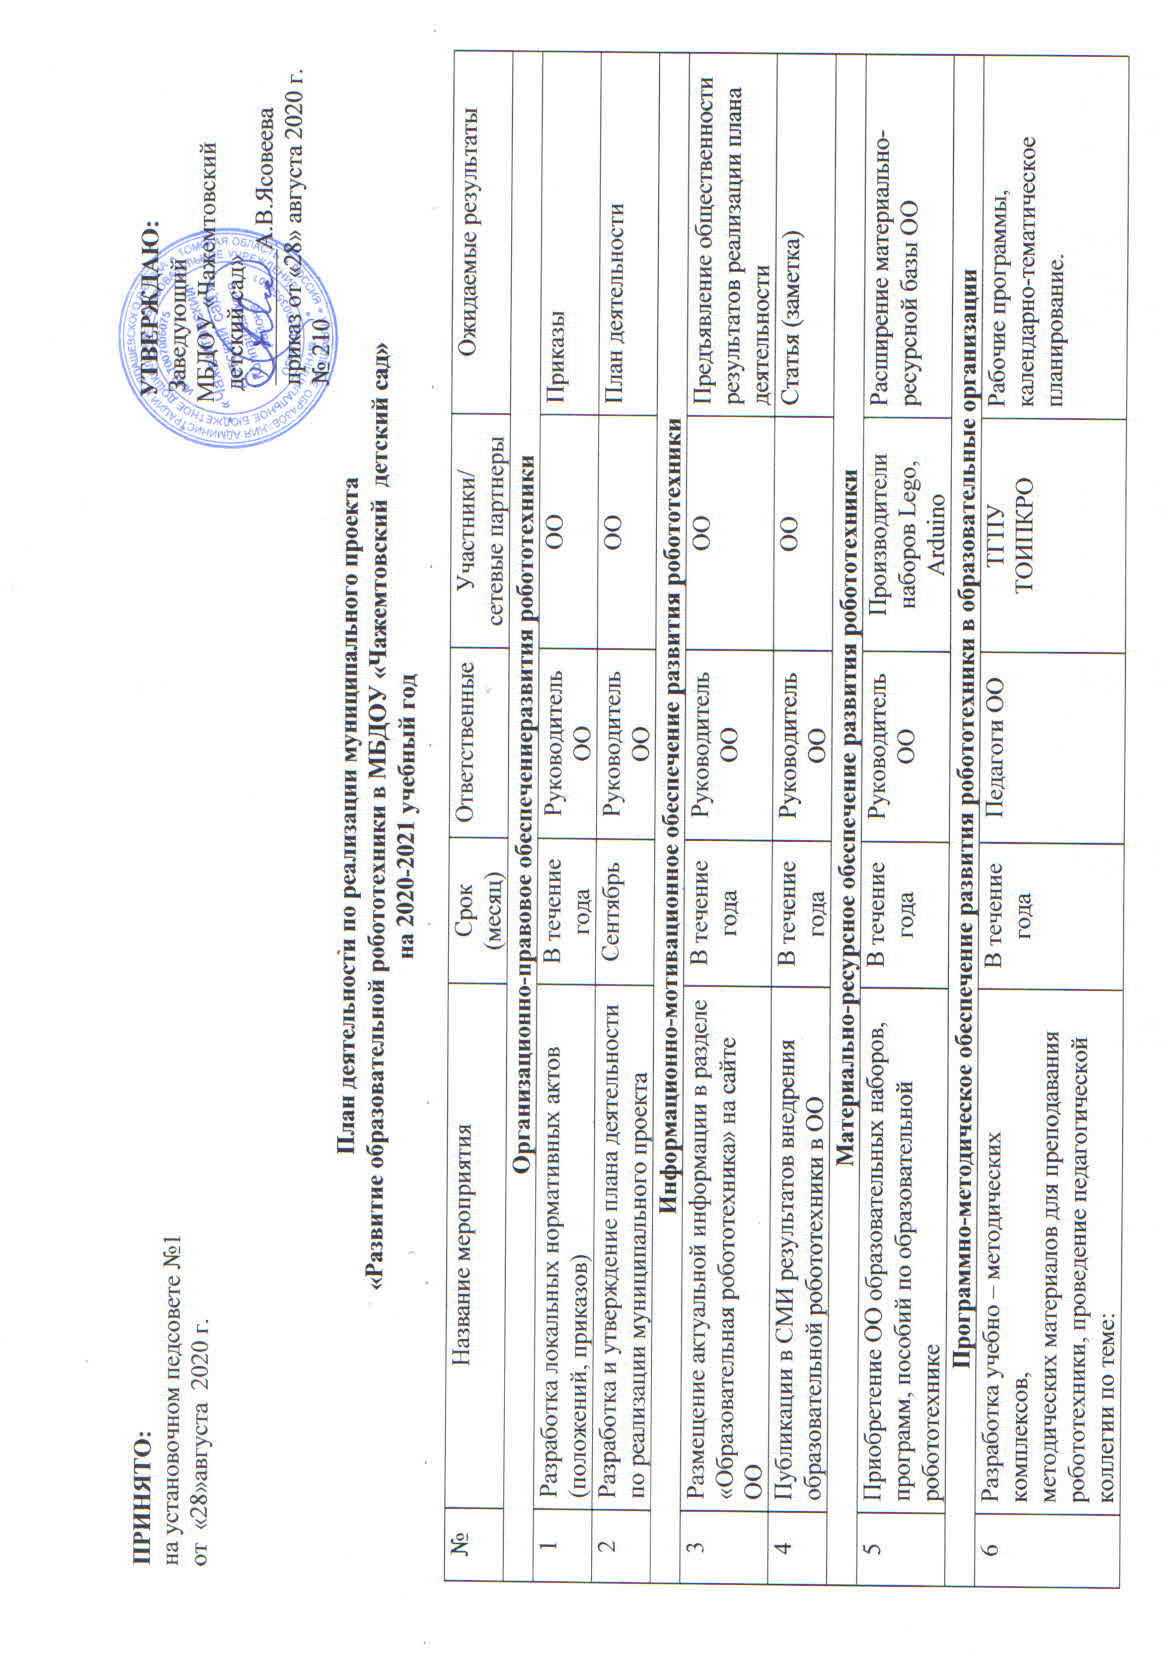 ПРИНЯТО:
на установочном педсовете №1
от «28»августа 2020 г.
УТВЕРЖДАЮ:
Заведующий
МБДОУ «Чажемтовский
детский сад»
А.В.Ясовеева
приказ от «28» августа 2020 г.
№ 210
План деятельности по реализации муниципального проекта
«Развитие образовательной робототехники в МБДОУ «Чажемтовский детский сад»
на 2020-2021 учебный год
№
Название мероприятия
Срок
(месяц)
Ответственные
Участники/
сетевые партнеры
Ожидаемые результаты
Организационно-правовое обеспечениеразвития робототехники
1
Разработка локальных нормативных актов
(положений, приказов)
В течение
года
Руководитель
ОО
ОО
Приказы
2
Разработка и утверждение плана деятельности
по реализации муниципального проекта
Сентябрь
Руководитель
ОО
ОО
План деятельности
Информационно-мотивационное обеспечение развития робототехники
3
Размещение актуальной информации в разделе
«Образовательная робототехника» на сайте
ОО
В течение
года
Руководитель
ОО
ОО
Предъявление общественности
результатов реализации плана
деятельности
4
Публикации в СМИ результатов внедрения
образовательной робототехники в ОО
В течение
года
Руководитель
ОО
ОО
Статья (заметка)
Материально-ресурсное обеспечение развития робототехники
5
Приобретение ОО образовательных наборов,
программ, пособий по образовательной
робототехнике
В течение
года
Руководитель
ОО
Производители
наборов Lego,
Arduino
Расширение материально-
ресурсной базы ОО
Программно-методическое обеспечение развития робототехники в образовательные организации
6
Разработка учебно – методических
комплексов,
методических материалов для преподавания
робототехники, проведение педагогической
коллегии по теме:
В течение
года
Педагоги ОО
ТГПУ
ТОИПКРО
Рабочие программы,
календарно-тематическое
планирование.